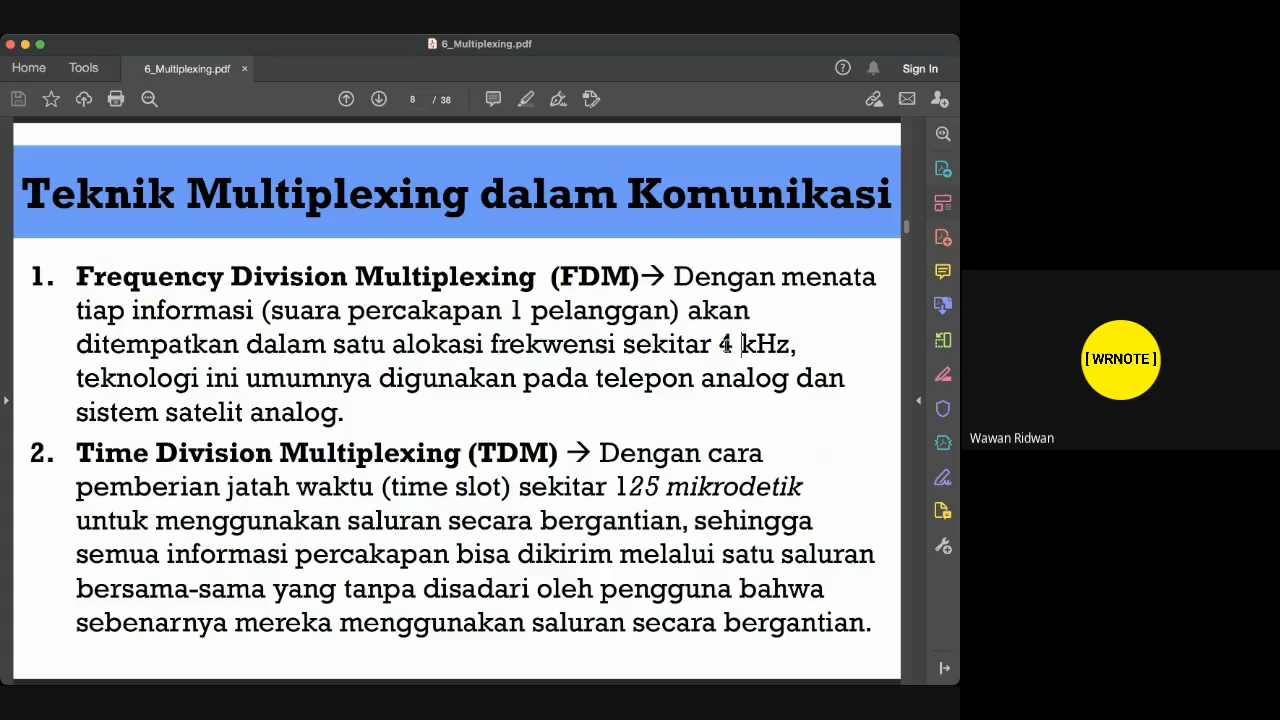 6_Multiplexing.pdf
Home Tools 6_Multiplexing.pdf × Sign In
8 / 38
Teknik Multiplexing dalam Komunikasi
1. Frequency Division Multiplexing (FDM)→ Dengan menata
tiap informasi (suara percakapan 1 pelanggan) akan
ditempatkan dalam satu alokasi frekwensi sekitar 4 kHz,
teknologi ini umumnya digunakan pada telepon analog dan
sistem satelit analog.
2. Time Division Multiplexing (TDM) → Dengan cara
pemberian jatah waktu (time slot) sekitar 125 mikrodetik
untuk menggunakan saluran secara bergantian, sehingga
semua informasi percakapan bisa dikirim melalui satu saluran
bersama-sama yang tanpa disadari oleh pengguna bahwa
sebenarnya mereka menggunakan saluran secara bergantian.
[ WRNOTE ]
Wawan Ridwan